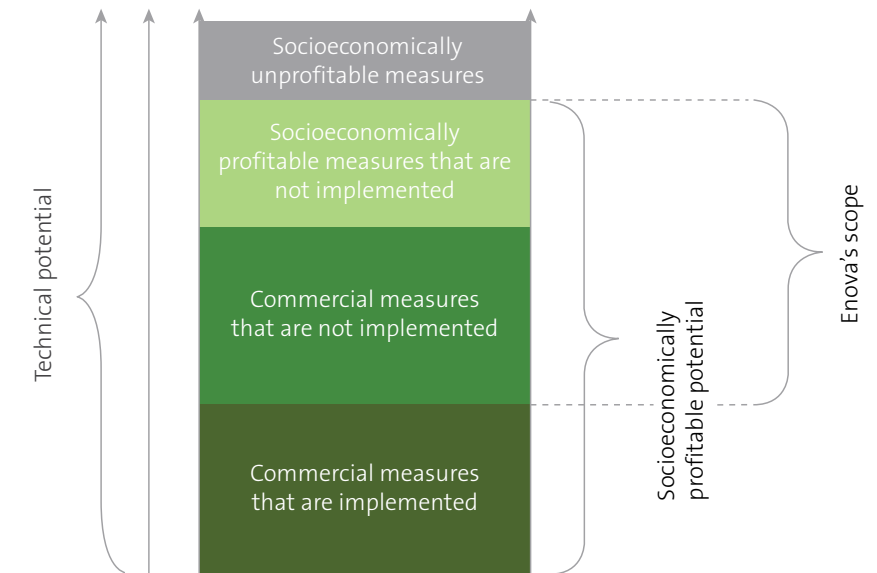 Socioeconomically
unprofitable measures
Socioeconomically
profitable measures that are
not implemented
Commercial measures
that are not implemented
Commercial measures
that are implemented
Technical potential
Socioeconomically
profitable potential
Enova’s scope